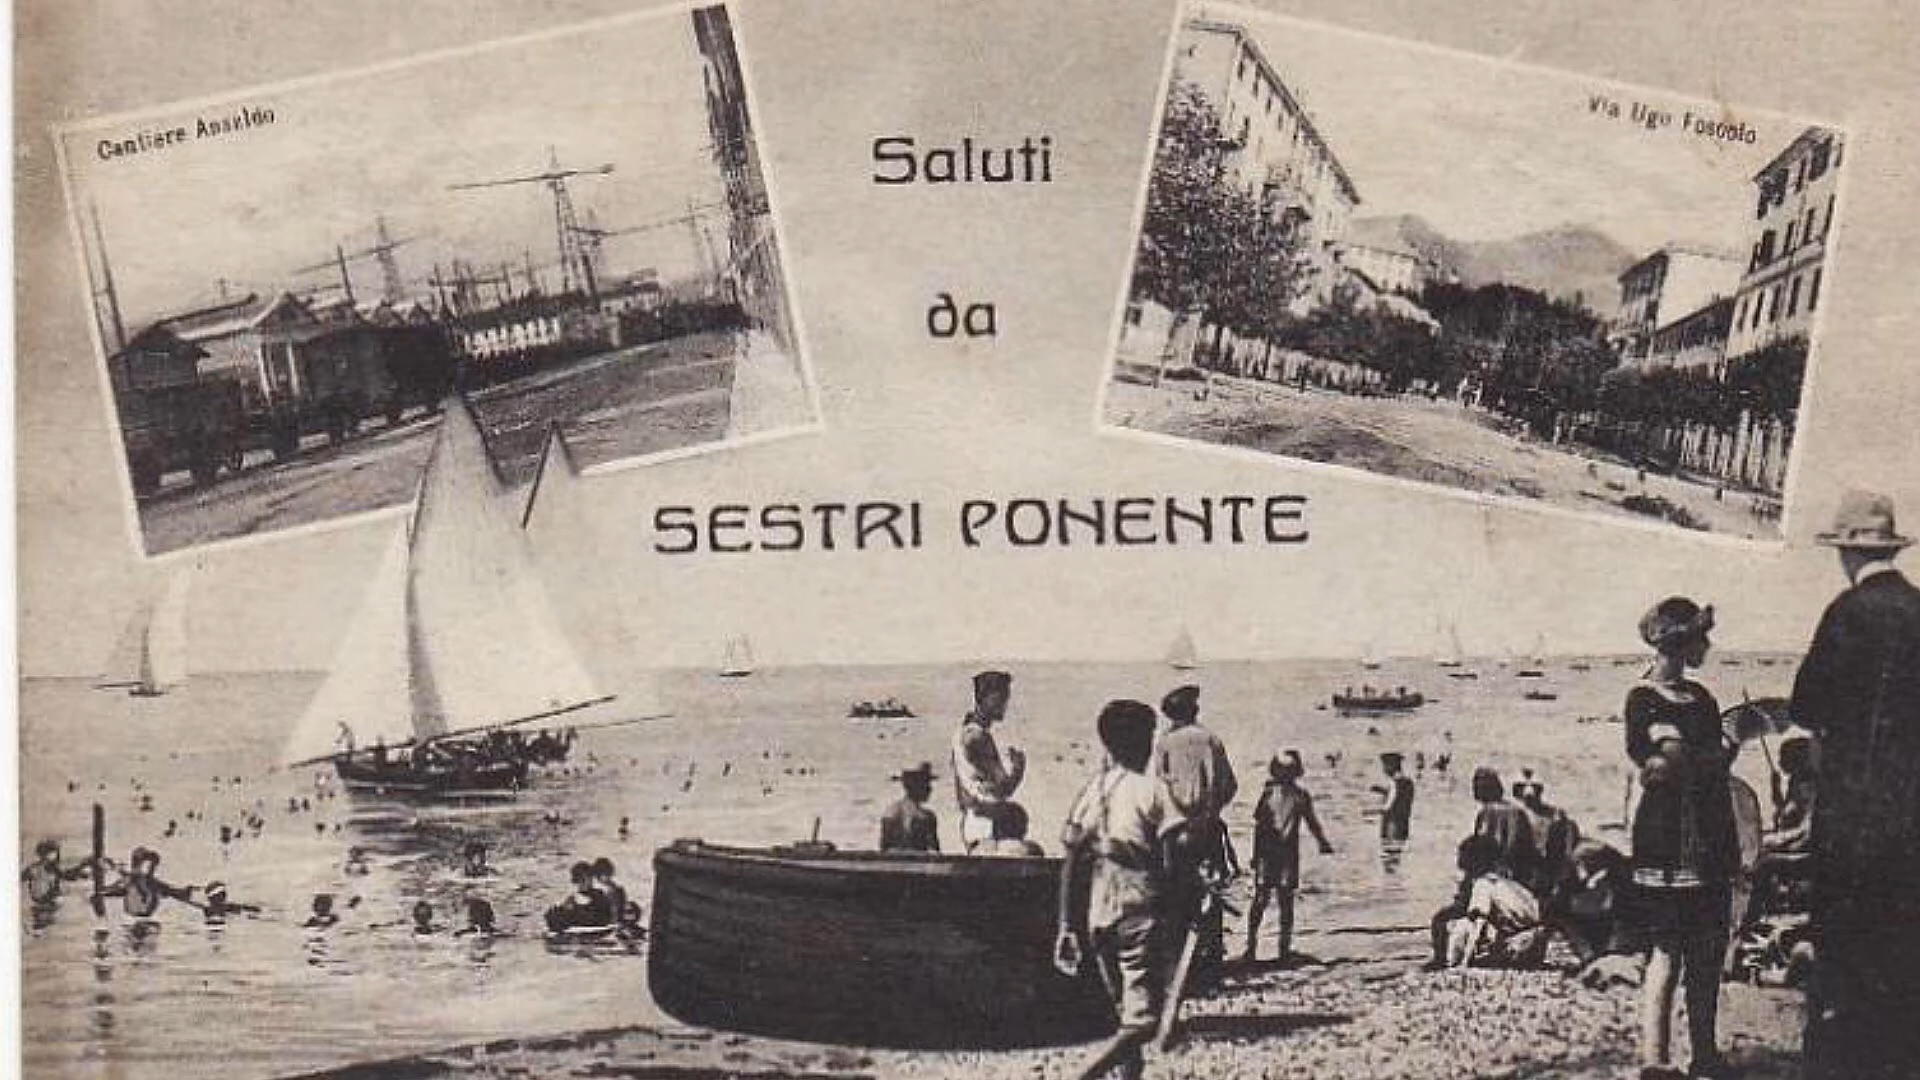 Cantiere Ansaldo
Saluti
da
SESTRI PONENTE
Via Ugo Foscolo